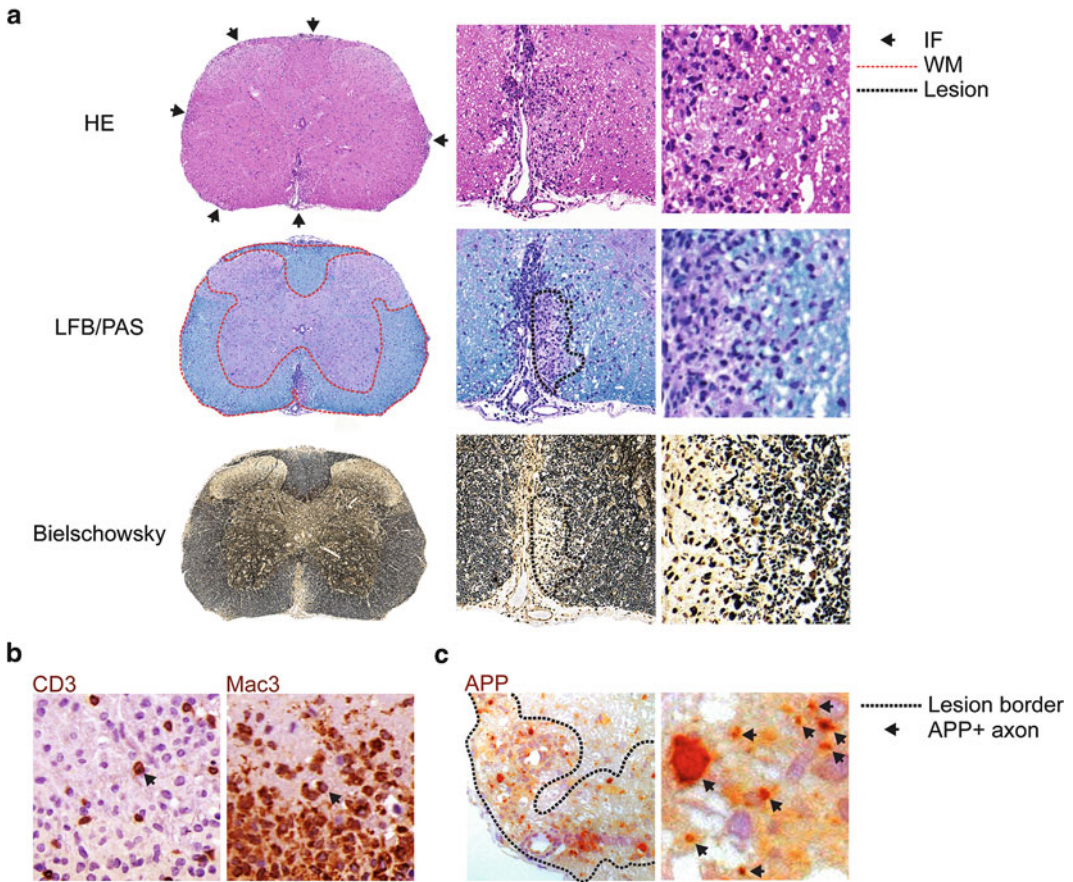 a
HE
IF
WM
Lesion
LFB/PAS
Bielschowsky
b
CD3
Mac3
c
APP
Lesion border
APP+ axon